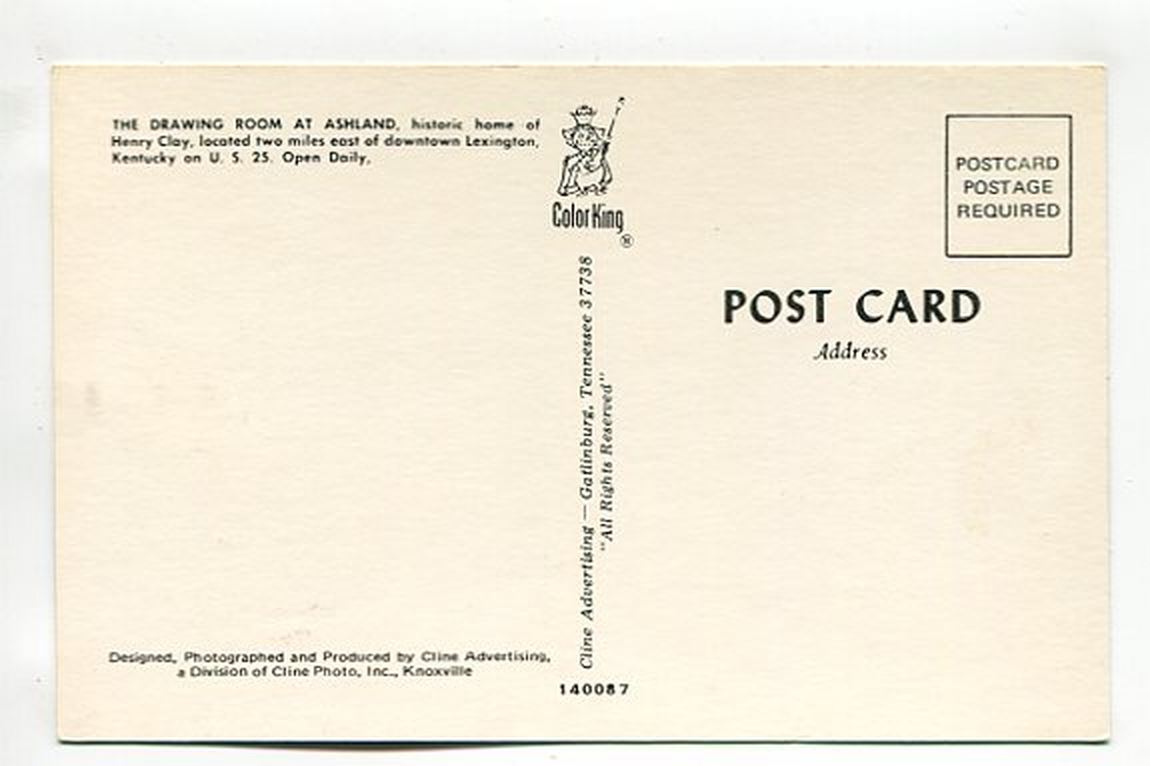 THE DRAWING ROOM AT ASHLAND, historic home of
Henry Clay, located two miles east of downtown Lexington,
Kentucky on U. S. 25. Open Daily.
Color King
®
Cline Advertising — Gatlinburg, Tennessee 37738
"All Rights Reserved"
Designed, Photographed and Produced by Cline Advertising,
a Division of Cline Photo, Inc., Knoxville
140087
POSTCARD
POSTAGE
REQUIRED
POST CARD
Address